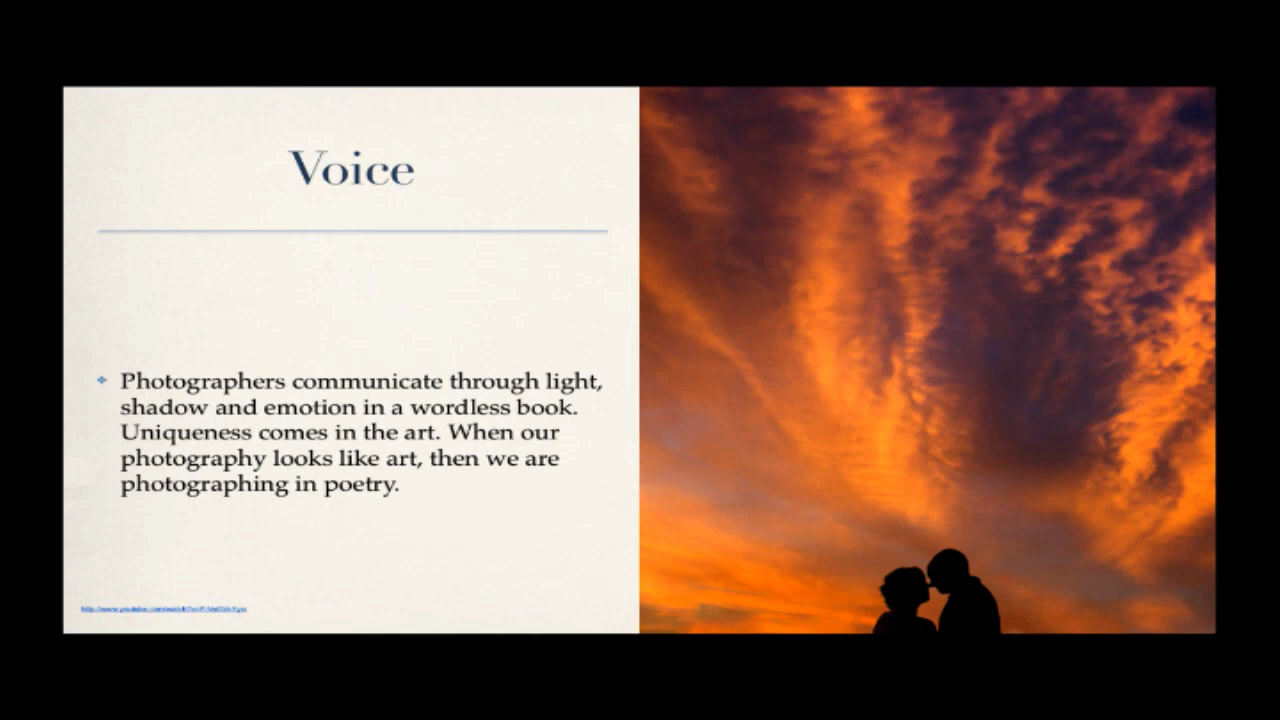 Voice
Photographers communicate through light,
shadow and emotion in a wordless book.
Uniqueness comes in the art. When our
photography looks like art, then we are
photographing in poetry.